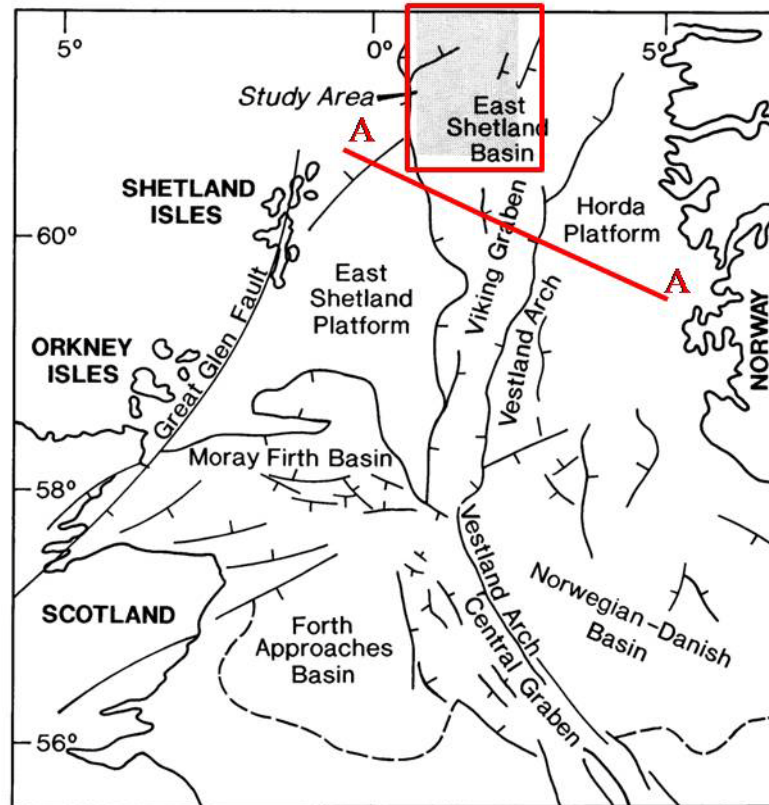 5°
0°
5°
Study Area
East
Shetland
Basin
A
SHETLAND
ISLES
60°
Horda
Platform
A
East
Shetland
Platform
Viking Graben
Vestland Arch
NORWAY
Great Glen Fault
ORKNEY
ISLES
Moray Firth Basin
58°
Vestland Arch
Central Graben
Norwegian-Danish
Basin
SCOTLAND
Forth
Approaches
Basin
56°